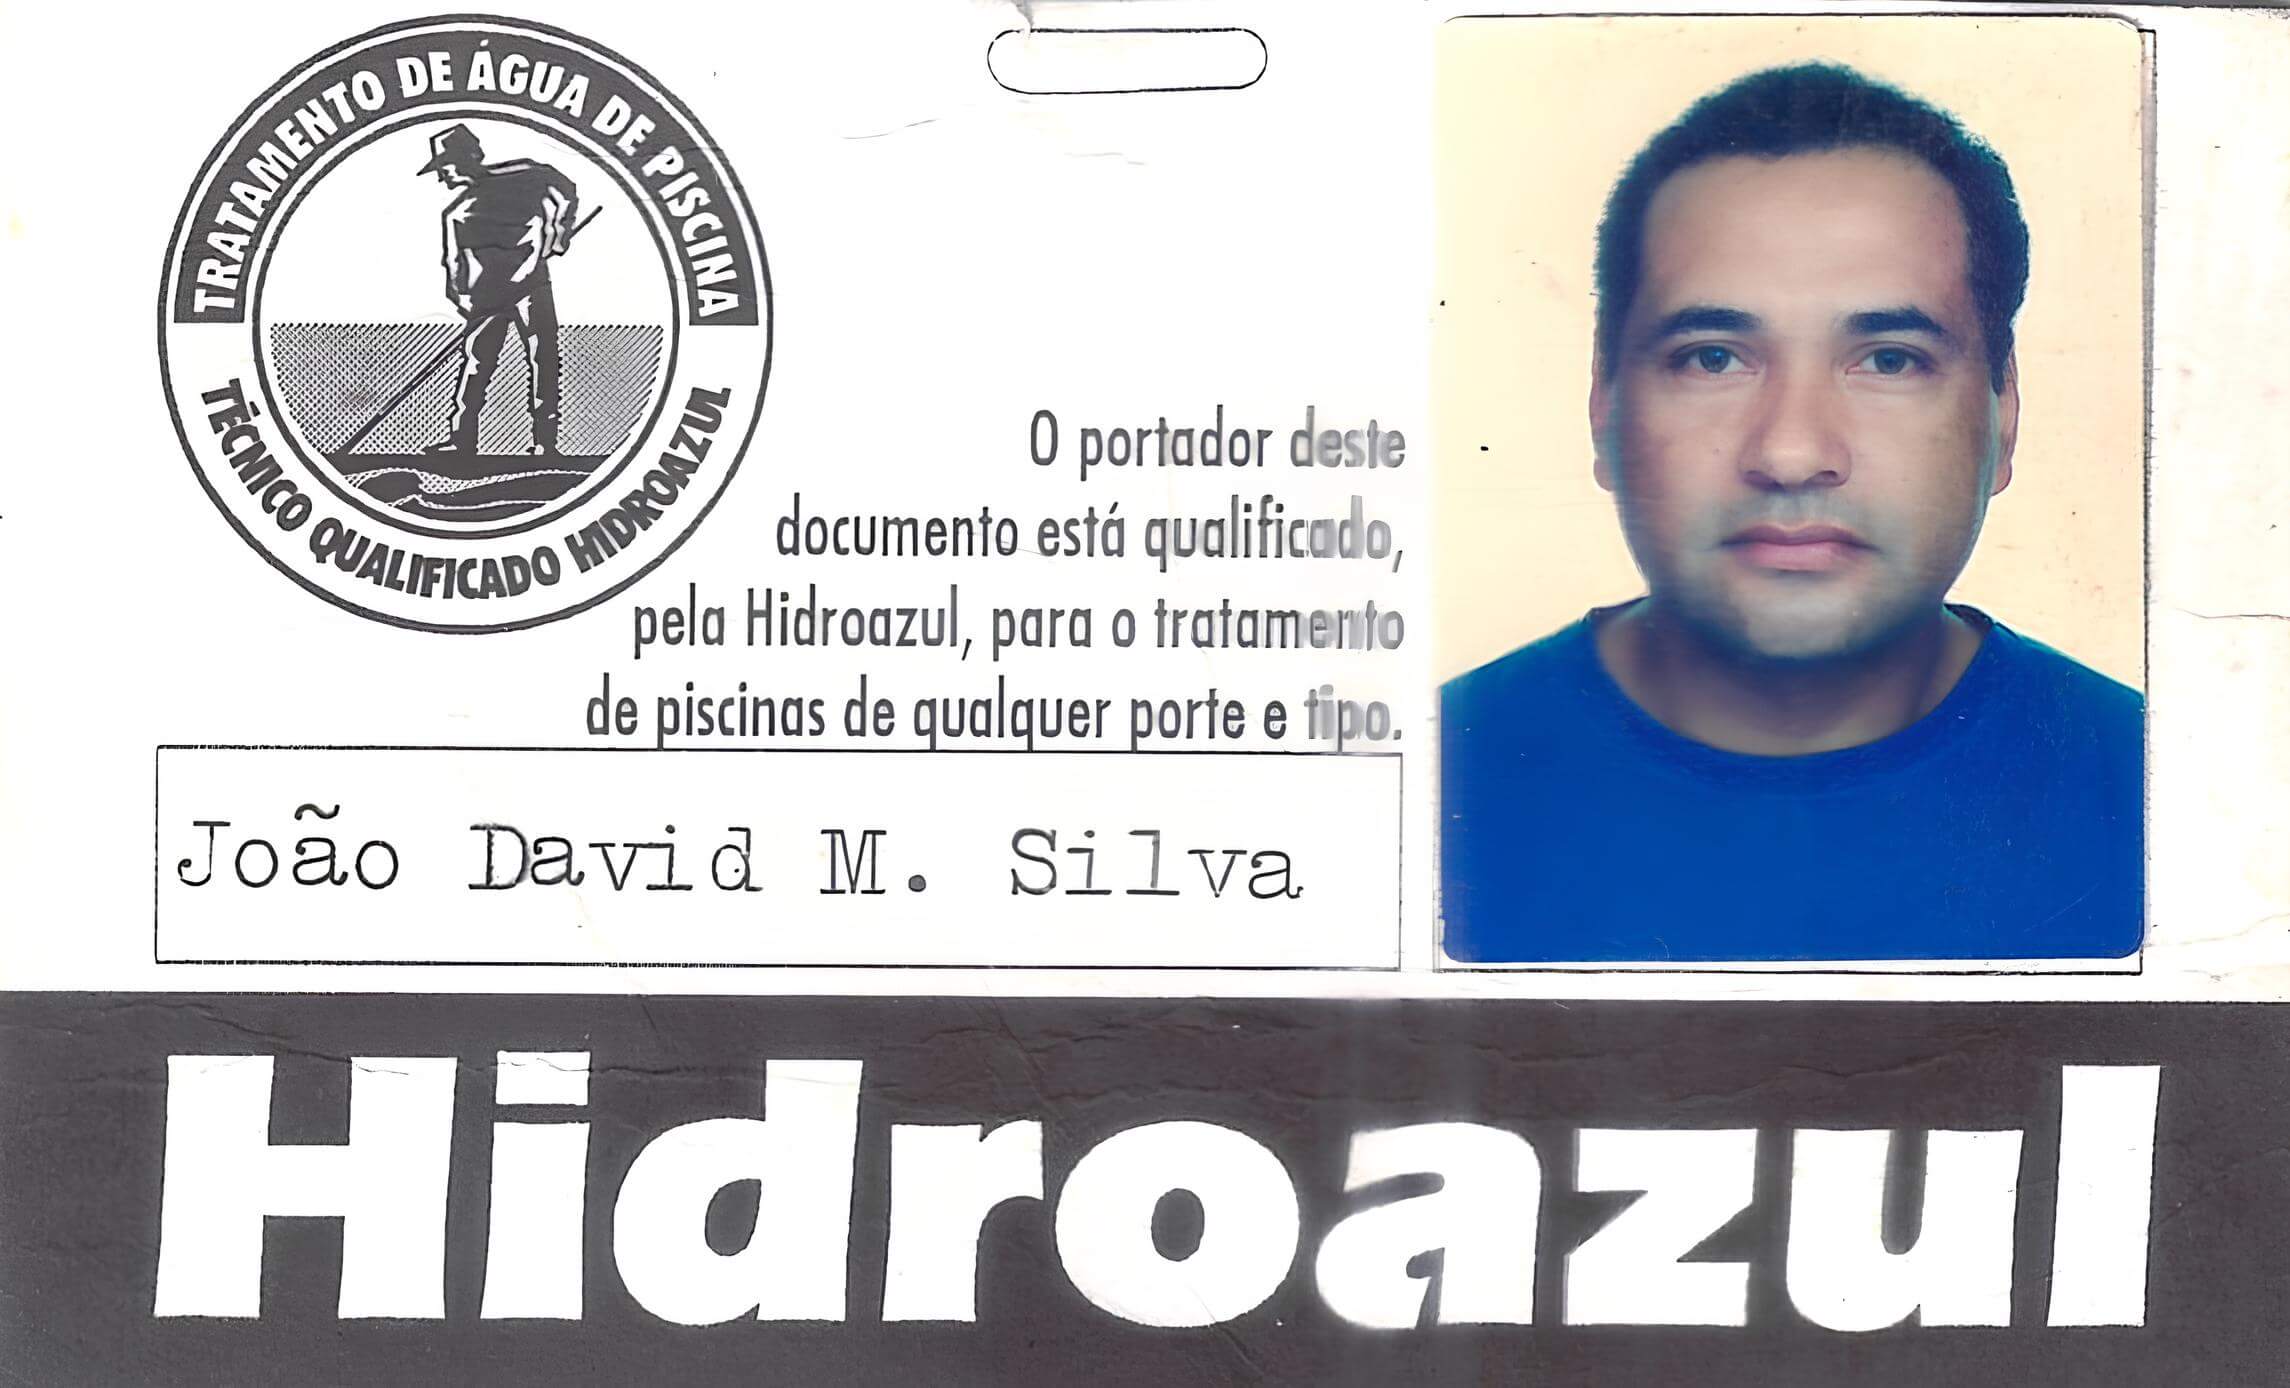 TRATAMENTO DE ÁGUA DE PISCINA
TÉCNICO QUALIFICADO HIDROAZUL
O portador deste
documento está qualificado,
pela Hidroazul, para o tratamento
de piscinas de qualquer porte e tipo.
João David M. Silva
Hidroazul